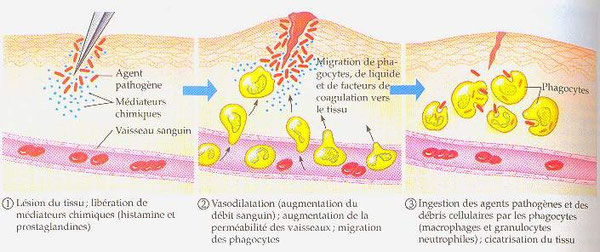 Agent
pathogène
Médiateurs
chimiques
Vaisseau sanguin
Migration de pha-
gocytes, de liquide
et de facteurs de
coagulation vers
le tissu
Phagocytes
① Lésion du tissu; libération de
médiateurs chimiques (histamine et
prostaglandines)
② Vasodilatation (augmentation du
débit sanguin); augmentation de la
perméabilité des vaisseaux; migration
des phagocytes
③ Ingestion des agents pathogènes et des
débris cellulaires par les phagocytes
(macrophages et granulocytes
neutrophiles); cicatrisation du tissu